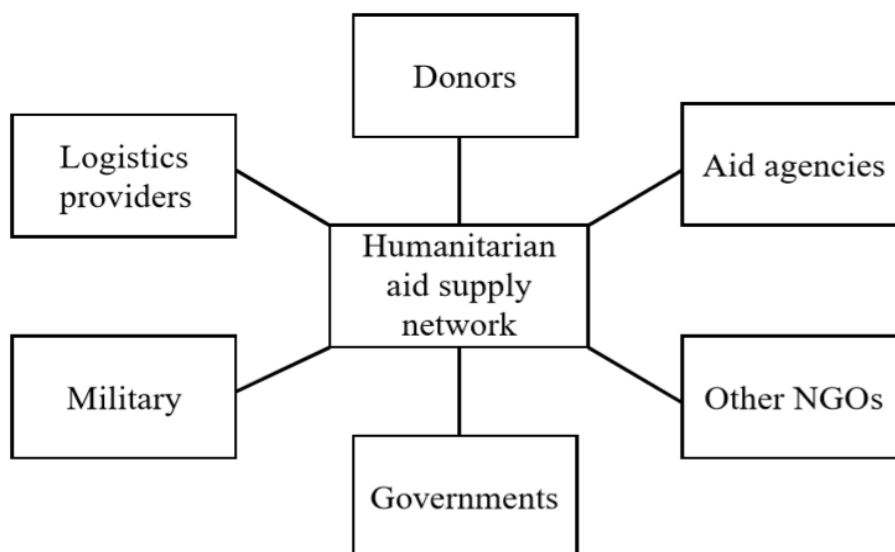 Donors
Logistics
providers
Aid agencies
Humanitarian
aid supply
network
Military
Other NGOs
Governments